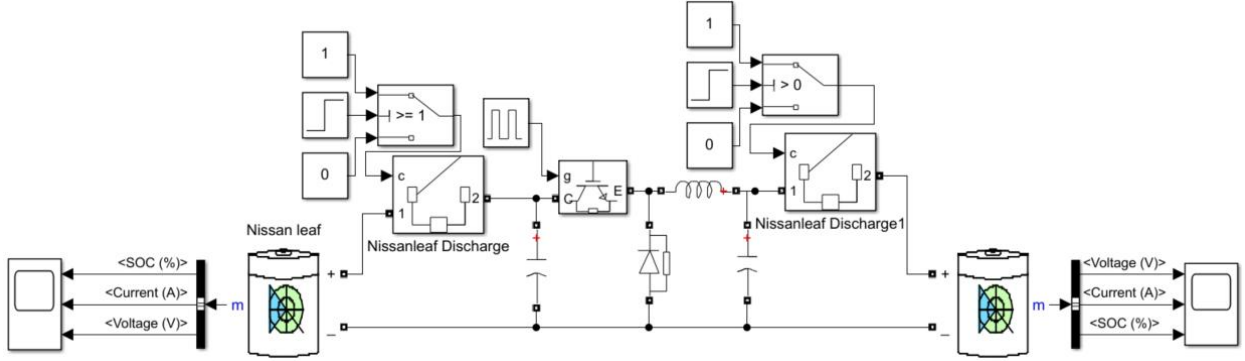 1
>= 1
0
c
1
2
Nissanleaf Discharge
g
C
E
1
> 0
0
c
1
2
Nissanleaf Discharge1
Nissan leaf
<SOC (%)>
<Current (A)>
<Voltage (V)>
m
+
_
+
_
m
<Voltage (V)>
<Current (A)>
<SOC (%)>
+
+
+